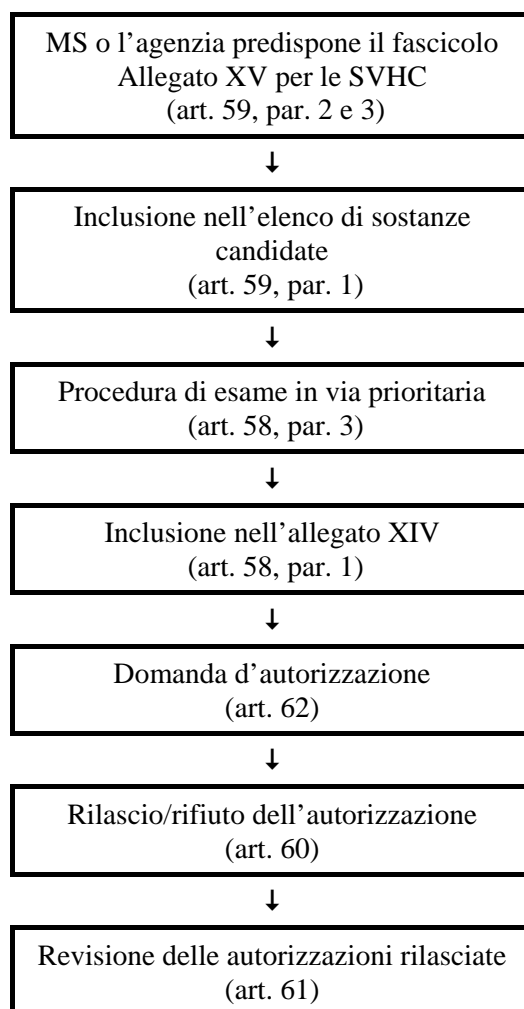 MS o l’agenzia predispone il fascicolo
Allegato XV per le SVHC
(art. 59, par. 2 e 3)
↓
Inclusione nell’elenco di sostanze
candidate
(art. 59, par. 1)
↓
Procedura di esame in via prioritaria
(art. 58, par. 3)
↓
Inclusione nell’allegato XIV
(art. 58, par. 1)
↓
Domanda d’autorizzazione
(art. 62)
↓
Rilascio/rifiuto dell’autorizzazione
(art. 60)
↓
Revisione delle autorizzazioni rilasciate
(art. 61)